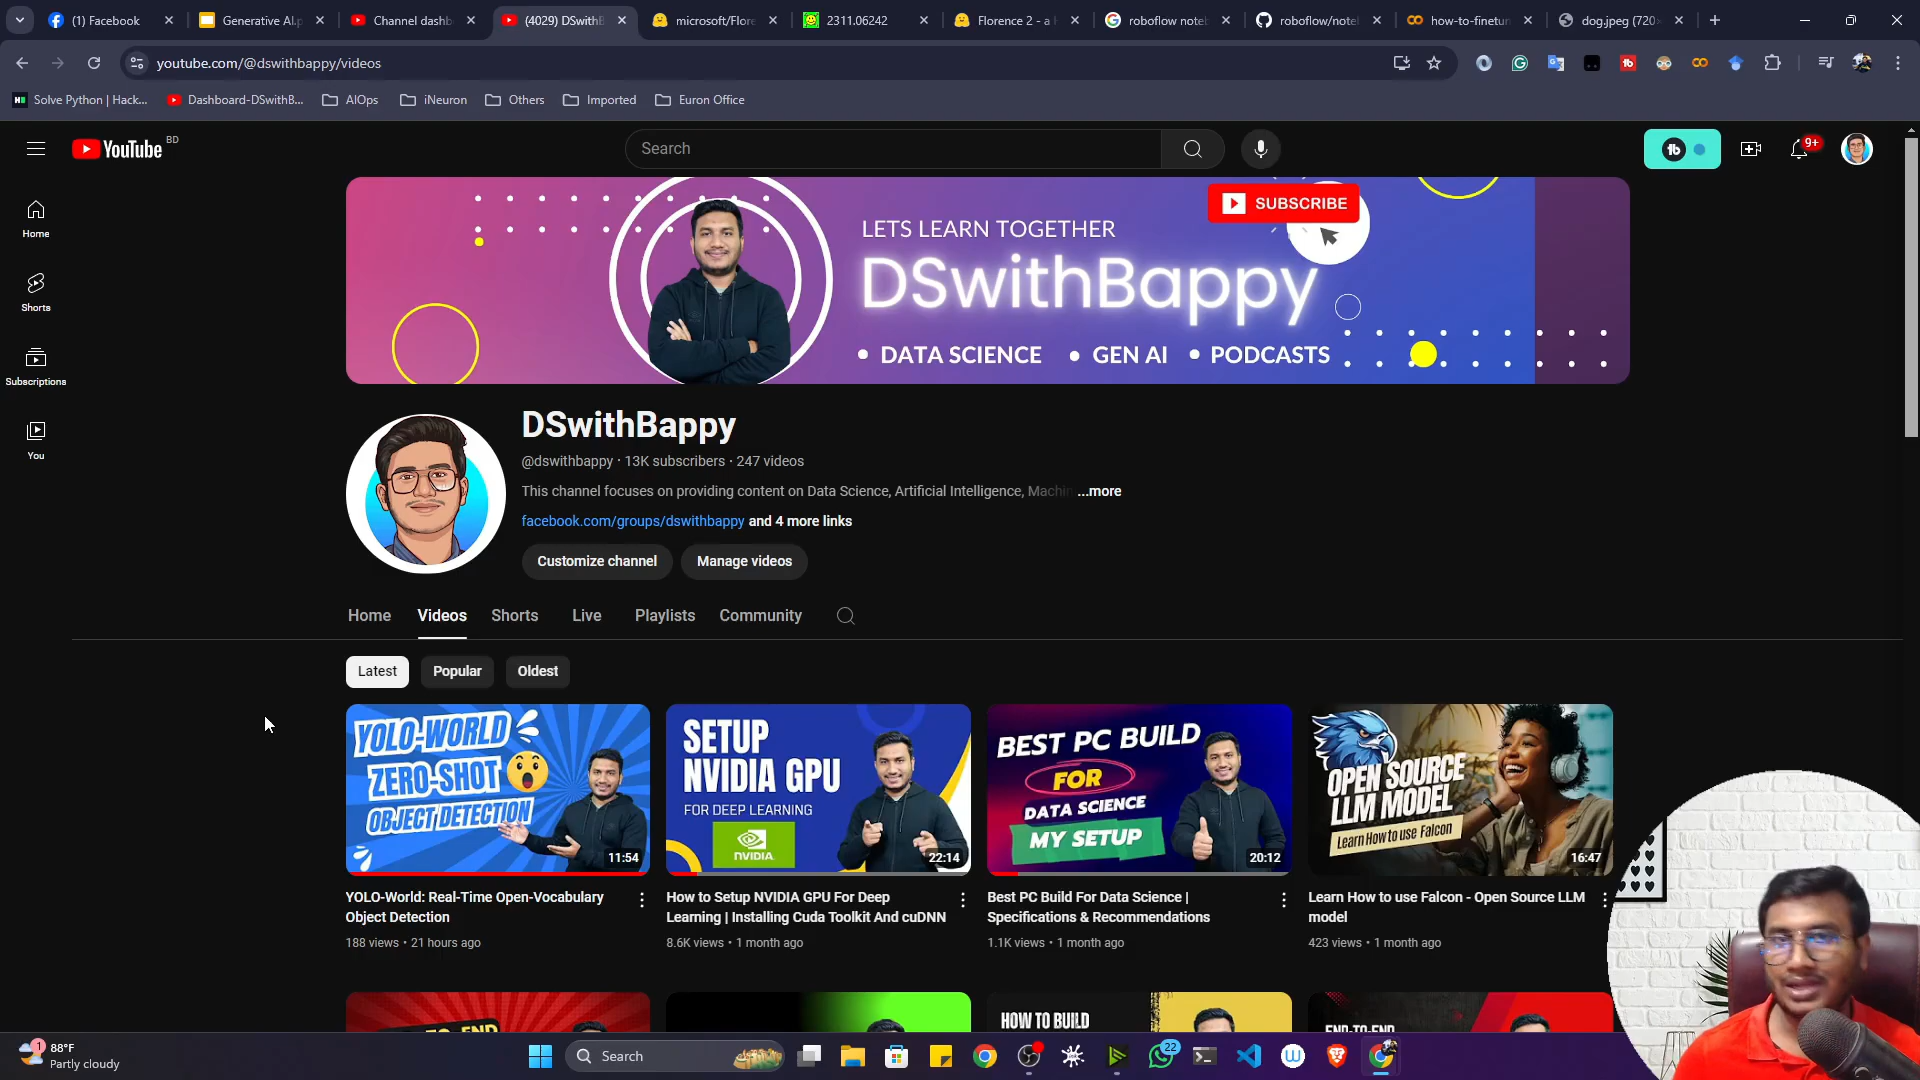 (1) Facebook
Generative AI.p
Channel dashb
(4029) DSwithB
microsoft/Flore
2311.06242
Florence 2 - a
roboflow noteb
roboflow/note
how-to-finetun
dog.jpeg (720×
youtube.com/@dswithbappy/videos
Solve Python | Hack...
Dashboard-DSwithB...
AIOps
iNeuron
Others
Imported
Euron Office
YouTube BD
Search
9+
Home
Shorts
Subscriptions
You
SUBSCRIBE
LETS LEARN TOGETHER
DSwithBappy
• DATA SCIENCE • GEN AI • PODCASTS
DSwithBappy
@dswithbappy · 13K subscribers · 247 videos
This channel focuses on providing content on Data Science, Artificial Intelligence, Machin ...more
facebook.com/groups/dswithbappy and 4 more links
Customize channel
Manage videos
Home
Videos
Shorts
Live
Playlists
Community
Latest
Popular
Oldest
YOLO-WORLD
ZERO-SHOT
OBJECT DETECTION
11:54
SETUP
NVIDIA GPU
FOR DEEP LEARNING
NVIDIA
22:14
BEST PC BUILD
FOR
DATA SCIENCE
MY SETUP
20:12
OPEN SOURCE
LLM MODEL
Learn How to use Falcon
16:47
YOLO-World: Real-Time Open-Vocabulary
Object Detection
188 views • 21 hours ago
How to Setup NVIDIA GPU For Deep
Learning | Installing Cuda Toolkit And cuDNN
8.6K views • 1 month ago
Best PC Build For Data Science |
Specifications & Recommendations
1.1K views • 1 month ago
Learn How to use Falcon - Open Source LLM
model
423 views • 1 month ago
HOW TO BUILD
1
88°F
Partly cloudy
Search
22